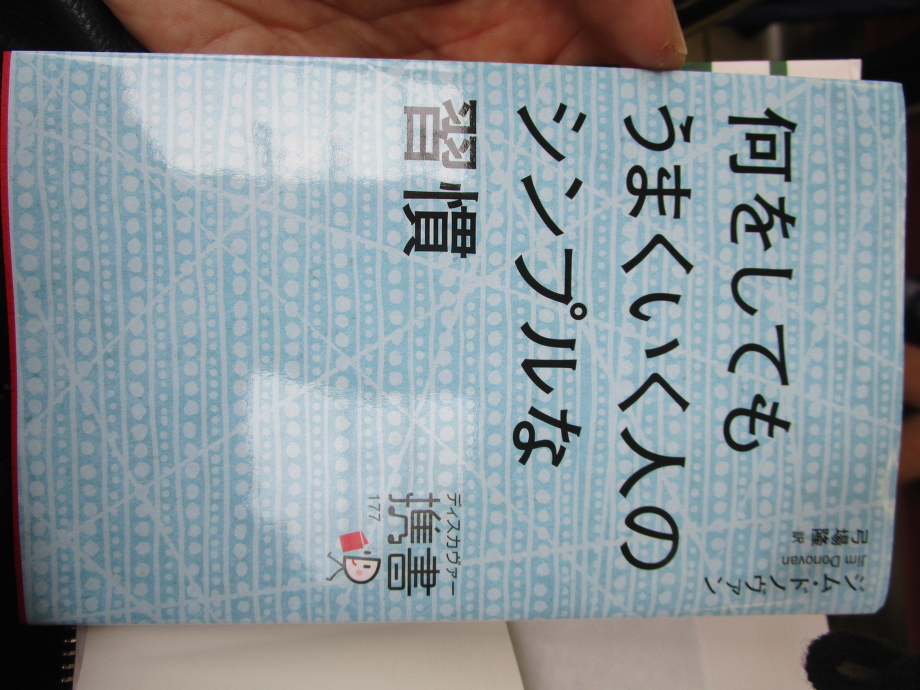 何をしても
うまくいく人の
シンプルな
習慣
ジム・ドノヴァン
Jim Donovan
弓場隆 訳
ディスカヴァー
携書
177